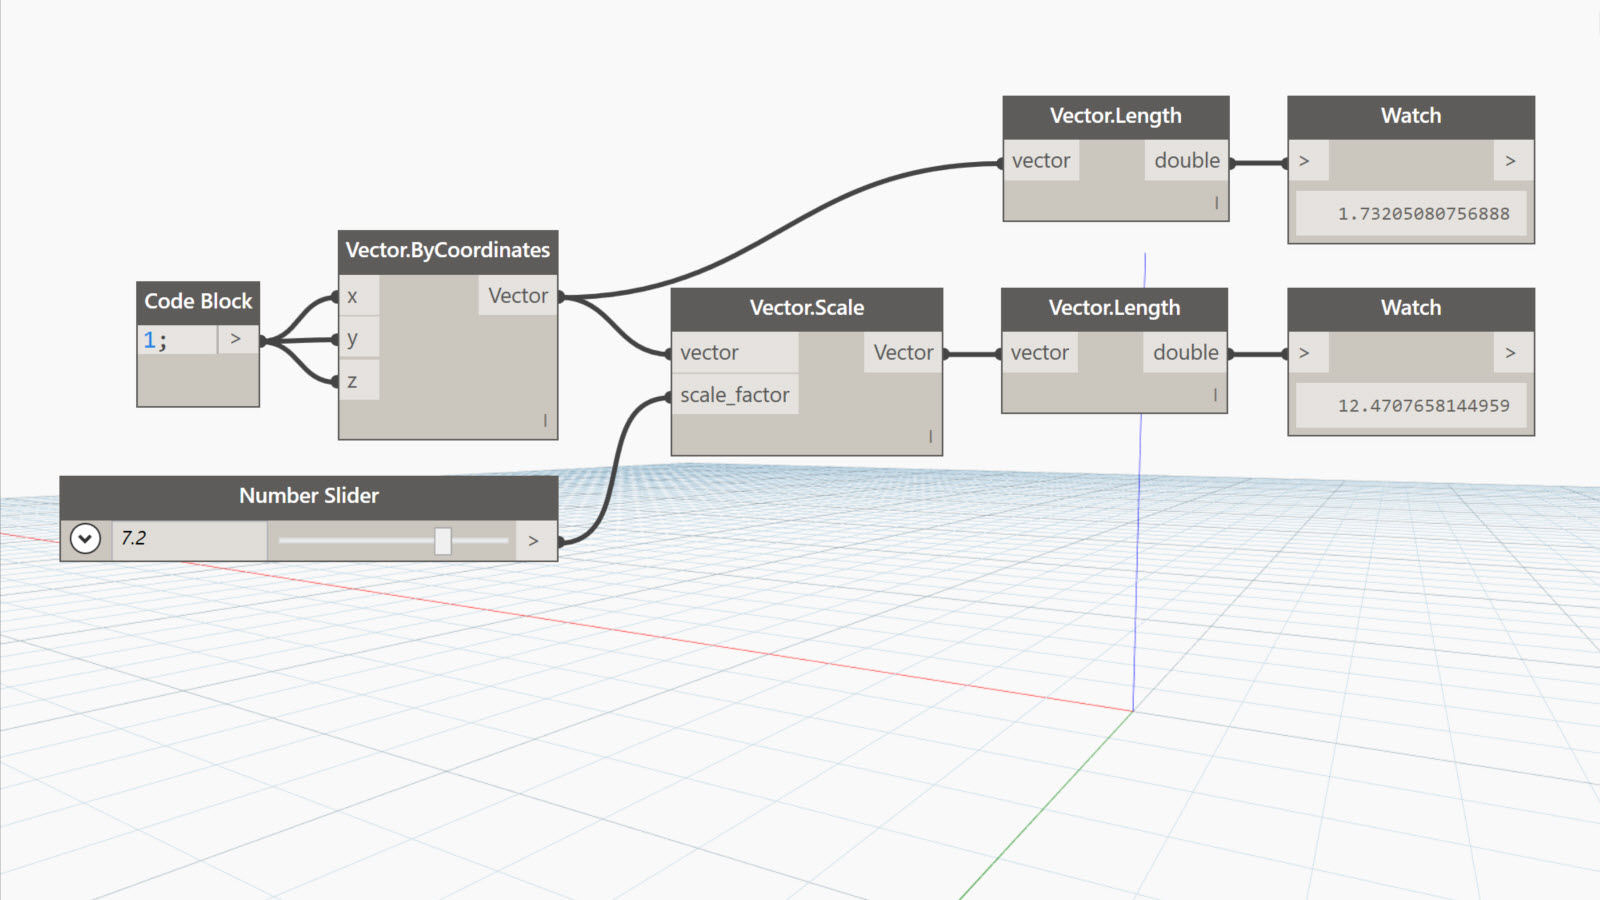 Vector.Length
vector
double
l
Watch
>
>
1.73205080756888
Vector.ByCoordinates
x
Vector
y
z
l
Code Block
1;
>
Vector.Scale
vector
Vector
scale_factor
l
Vector.Length
vector
double
l
Watch
>
>
12.4707658144959
Number Slider
7.2
>